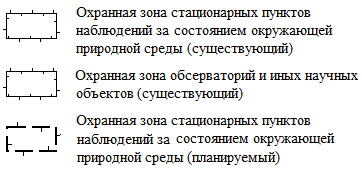 Охранная зона стационарных пунктов
наблюдений за состоянием окружающей
природной среды (существующий)
Охранная зона обсерваторий и иных научных
объектов (существующий)
Охранная зона стационарных пунктов
наблюдений за состоянием окружающей
природной среды (планируемый)